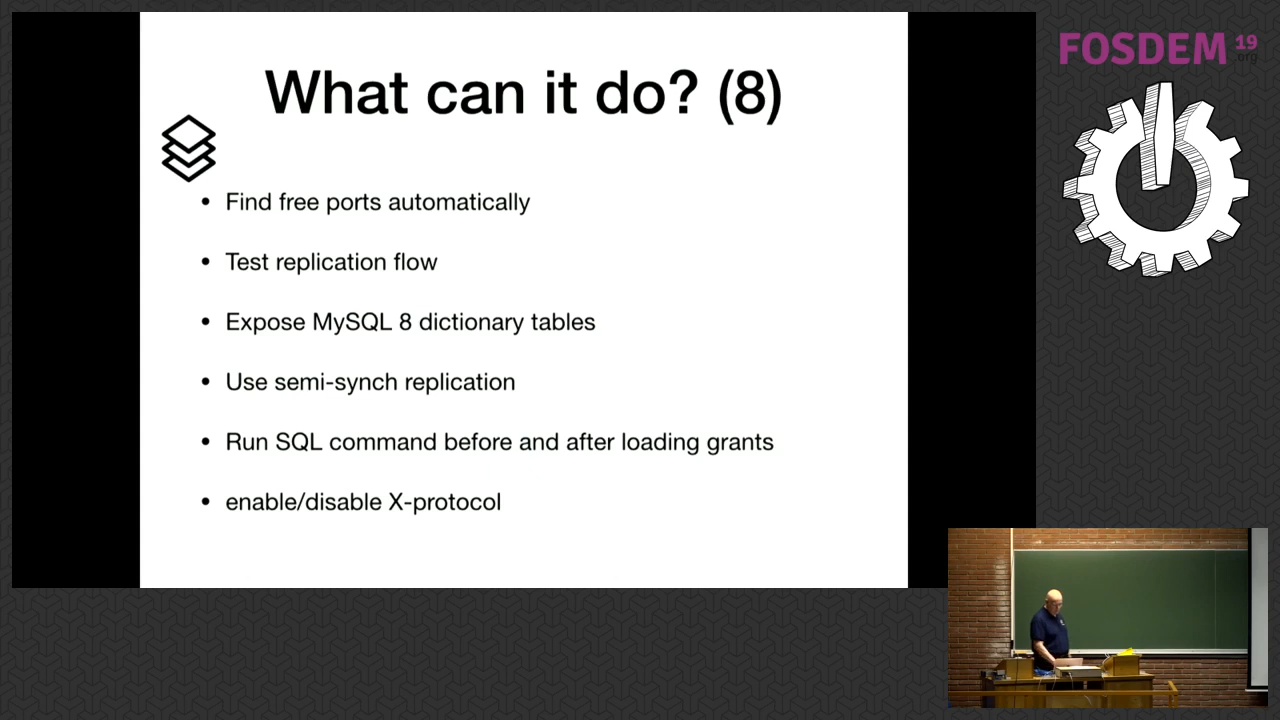 What can it do? (8)
• Find free ports automatically
• Test replication flow
• Expose MySQL 8 dictionary tables
• Use semi-synch replication
• Run SQL command before and after loading grants
• enable/disable X-protocol
FOSDEM 19
.org